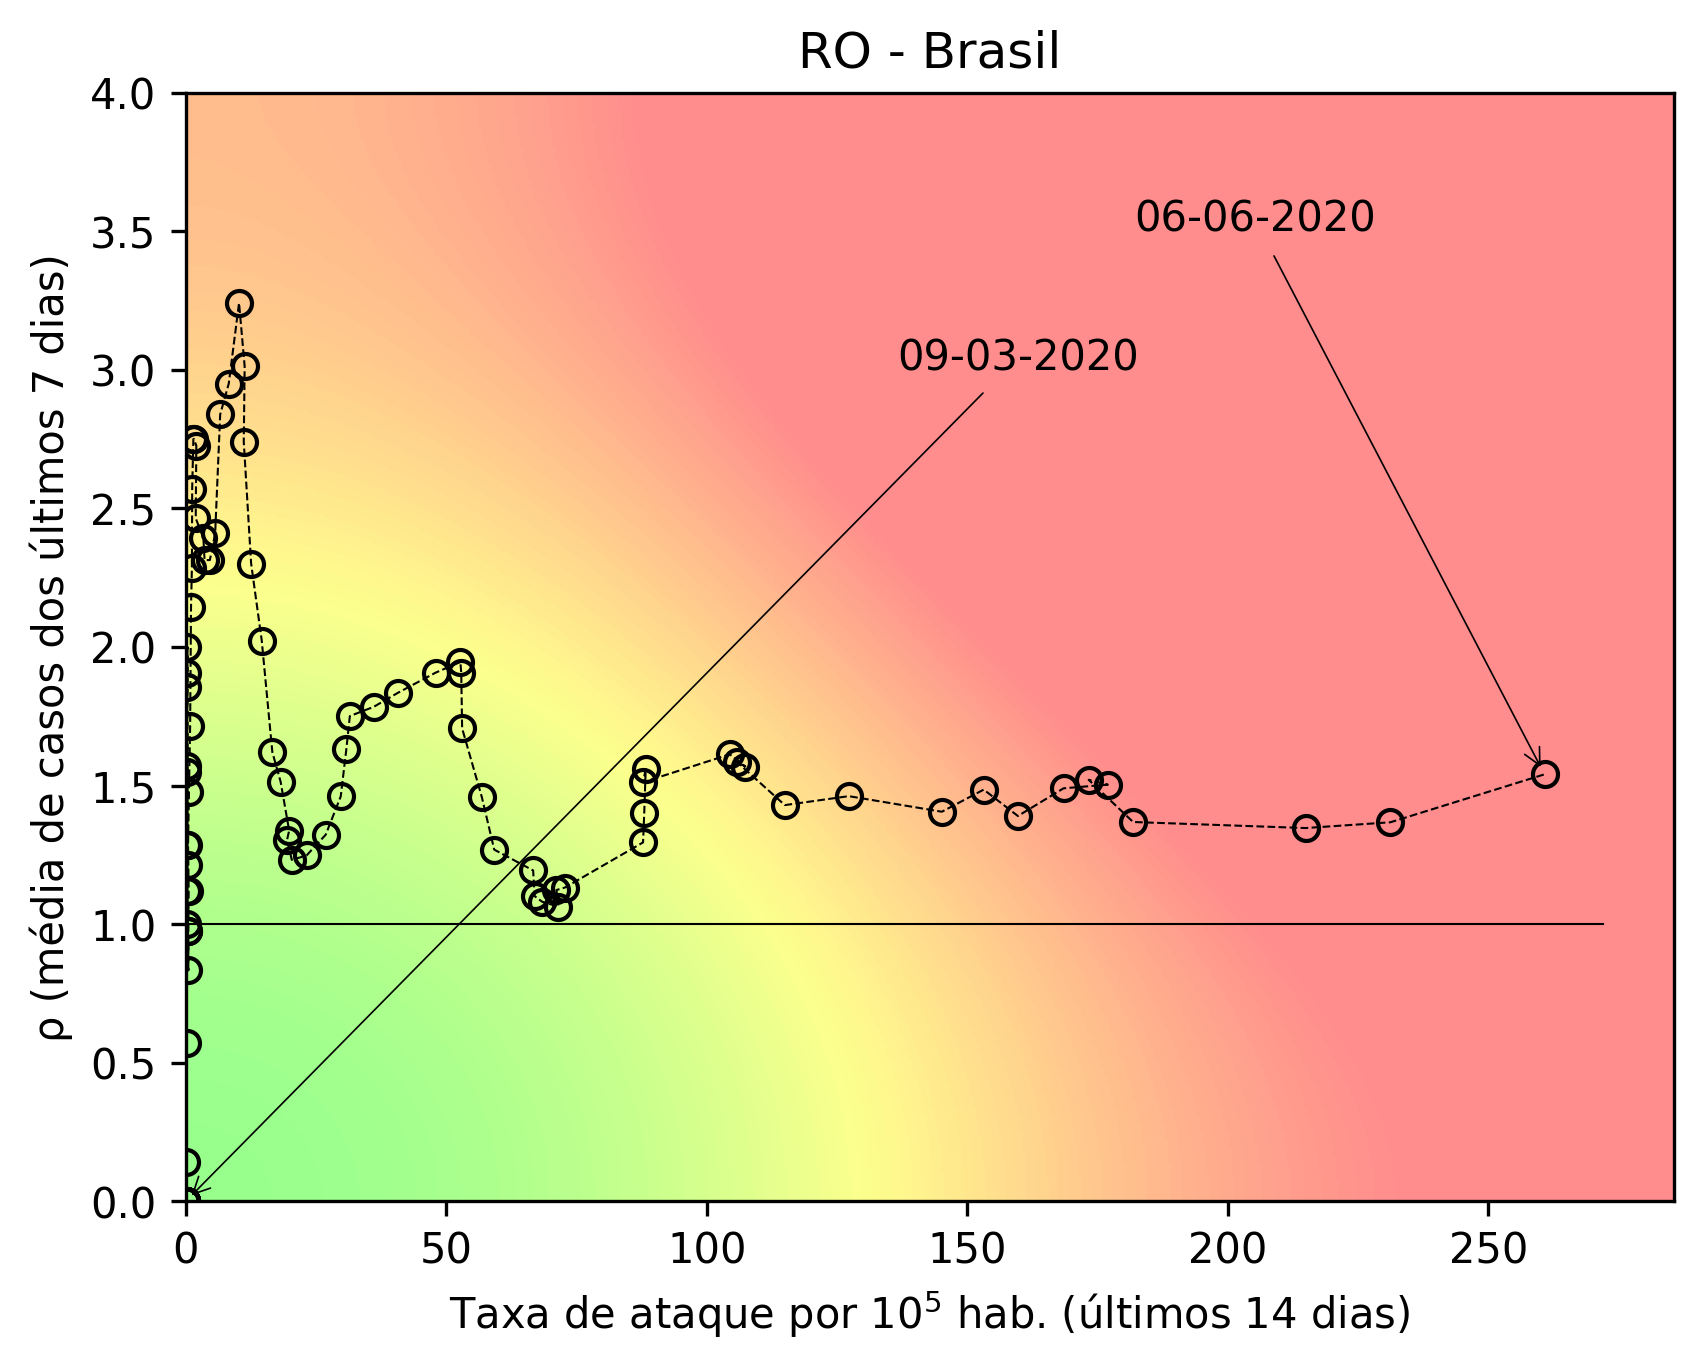 RO - Brasil
4.0
3.5
3.0
2.5
2.0
1.5
1.0
0.5
0.0
ρ (média de casos dos últimos 7 dias)
06-06-2020
09-03-2020
0 50 100 150 200 250
Taxa de ataque por 10⁵ hab. (últimos 14 dias)